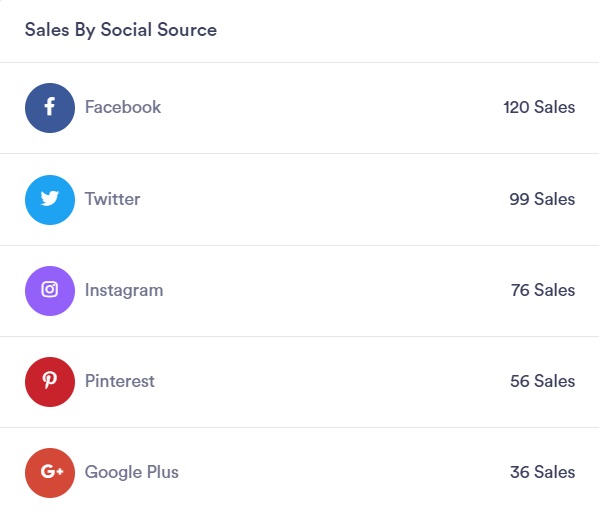 Sales By Social Source
Facebook 120 Sales
Twitter 99 Sales
Instagram 76 Sales
Pinterest 56 Sales
G+ Google Plus 36 Sales